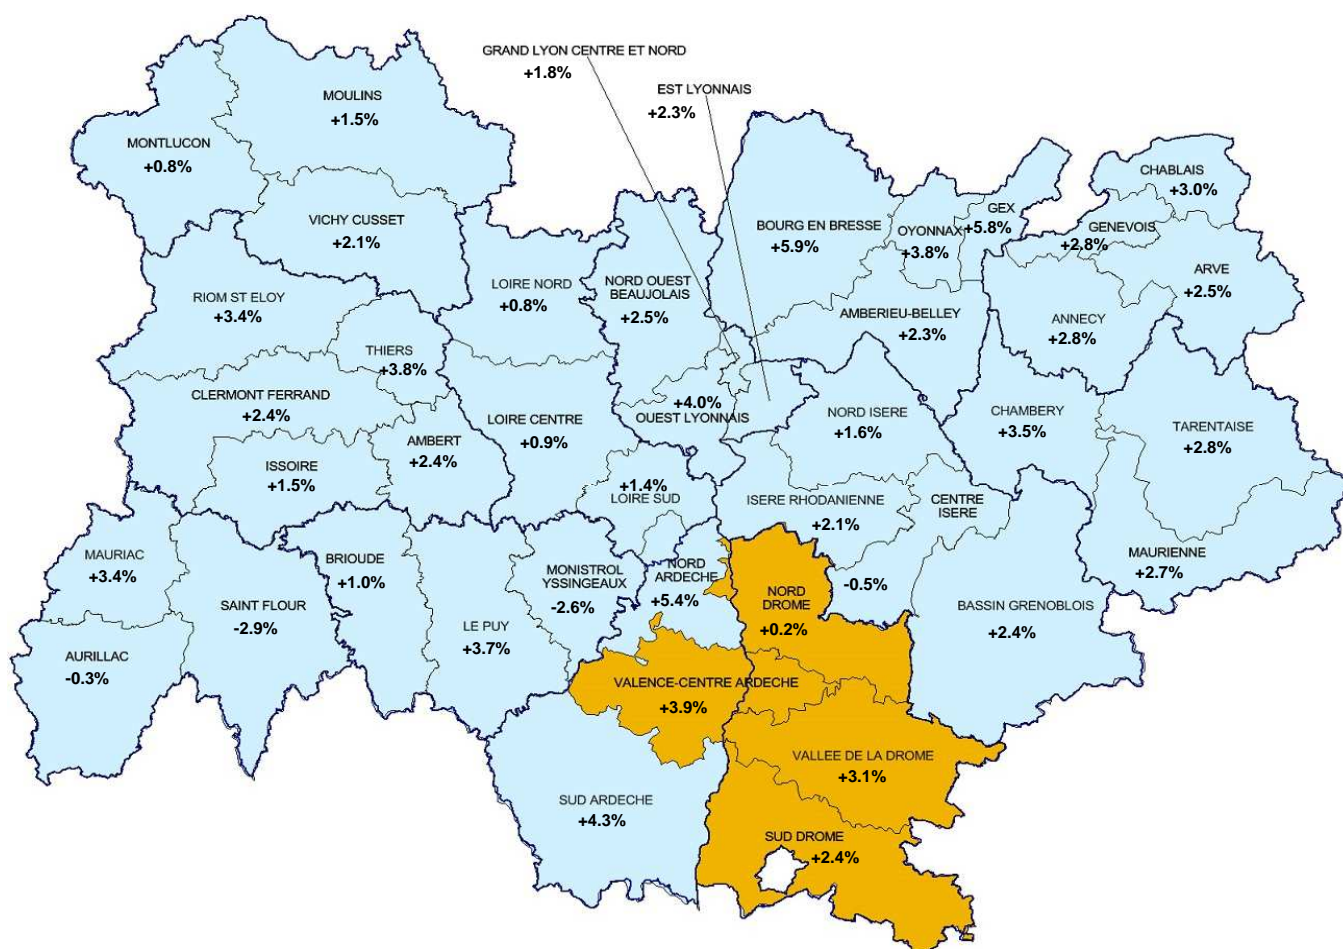 GRAND LYON CENTRE ET NORD
+1.8%
EST LYONNAIS
+2.3%
MOULINS
+1.5%
MONTLUCON
+0.8%
CHABLAIS
+3.0%
VICHY CUSSET
+2.1%
BOURG EN BRESSE
+5.9%
OYONNAX
+3.8%
GEX
+5.8%
GENEVOIS
+2.8%
ARVE
+2.5%
RIOM ST ELOY
+3.4%
LOIRE NORD
+0.8%
NORD OUEST
BEAUJOLAIS
+2.5%
AMBERIEU-BELLEY
+2.3%
ANNECY
+2.8%
THIERS
+3.8%
CLERMONT FERRAND
+2.4%
+4.0%
OUEST LYONNAIS
LOIRE CENTRE
+0.9%
NORD ISERE
+1.6%
CHAMBERY
+3.5%
TARENTAISE
+2.8%
AMBERT
+2.4%
ISSOIRE
+1.5%
+1.4%
LOIRE SUD
ISERE RHODANIENNE
+2.1%
CENTRE
ISERE
-0.5%
MAURIAC
+3.4%
BRIOUDE
+1.0%
MONISTROL
YSSINGEAUX
-2.6%
NORD
ARDECHE
+5.4%
MAURIENNE
+2.7%
SAINT FLOUR
-2.9%
LE PUY
+3.7%
NORD
DROME
+0.2%
BASSIN GRENOBLOIS
+2.4%
AURILLAC
-0.3%
VALENCE-CENTRE ARDECHE
+3.9%
VALLEE DE LA DROME
+3.1%
SUD ARDECHE
+4.3%
SUD DROME
+2.4%